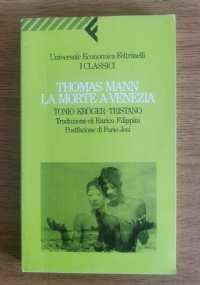 Universale Economica Feltrinelli
I CLASSICI
THOMAS MANN
LA MORTE A VENEZIA
TONIO KRÖGER · TRISTANO
Traduzione di Enrico Filippini
Postfazione di Furio Jesi